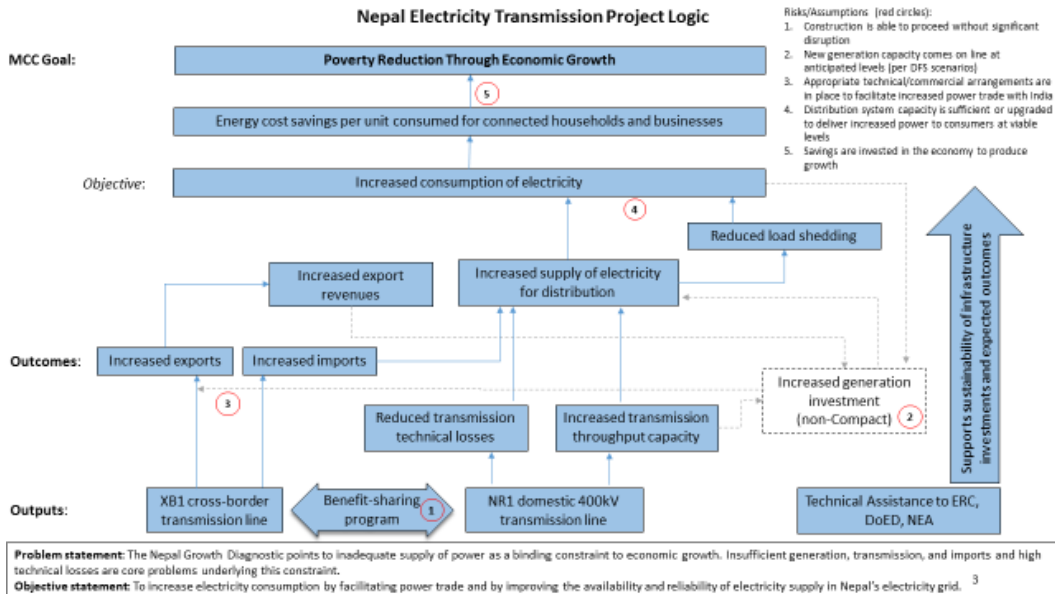 Nepal Electricity Transmission Project Logic
Risks/Assumptions (red circles):
1. Construction is able to proceed without significant
disruption
2. New generation capacity comes on line at
anticipated levels (per DFS scenarios)
3. Appropriate technical/commercial arrangements are
in place to facilitate increased power trade with India
4. Distribution system capacity is sufficient or upgraded
to deliver increased power to consumers at viable
levels
5. Savings are invested in the economy to produce
growth
MCC Goal:
Poverty Reduction Through Economic Growth
5
Energy cost savings per unit consumed for connected households and businesses
Objective:
Increased consumption of electricity
4
Reduced load shedding
Increased export
revenues
Increased supply of electricity
for distribution
Outcomes:
Increased exports
Increased imports
3
Increased generation
investment
(non-Compact)
2
Reduced transmission
technical losses
Increased transmission
throughput capacity
Supports sustainability of infrastructure
investments and expected outcomes
Outputs:
XB1 cross-border
transmission line
Benefit-sharing
program
1
NR1 domestic 400kV
transmission line
Technical Assistance to ERC,
DoED, NEA
Problem statement: The Nepal Growth Diagnostic points to inadequate supply of power as a binding constraint to economic growth. Insufficient generation, transmission, and imports and high
technical losses are core problems underlying this constraint.
Objective statement: To increase electricity consumption by facilitating power trade and by improving the availability and reliability of electricity supply in Nepal's electricity grid.
3